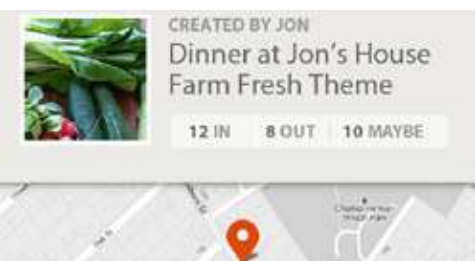 CREATED BY JON
Dinner at Jon's House
Farm Fresh Theme
12 IN 8 OUT 10 MAYBE